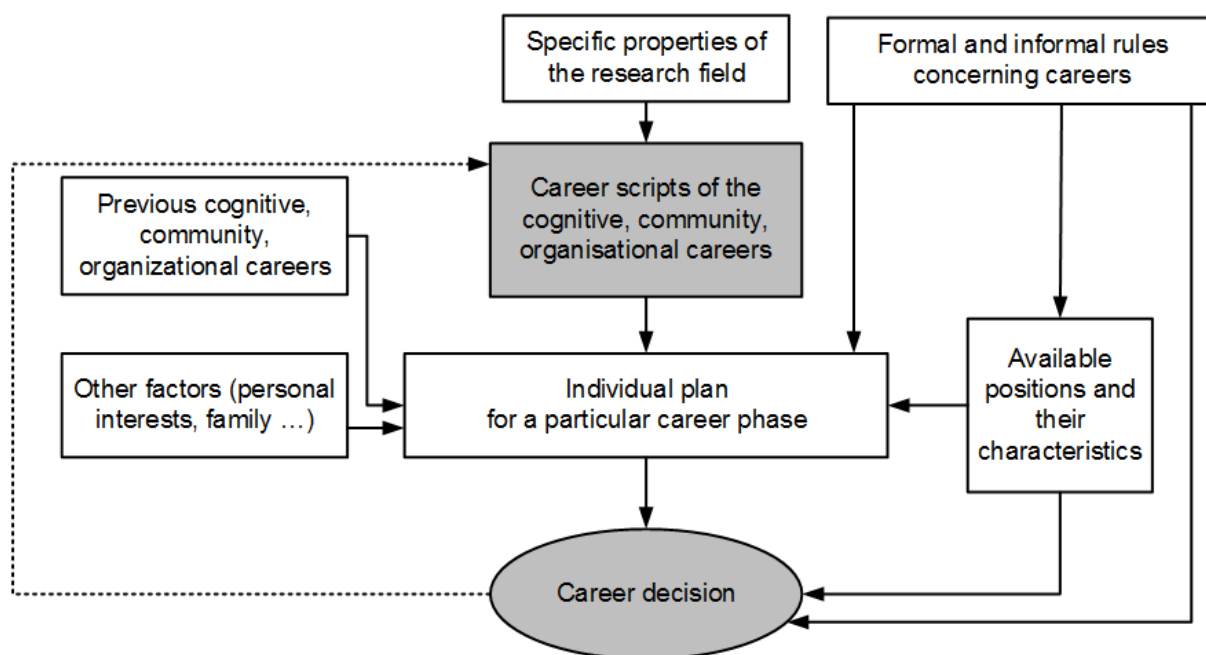 Specific properties of
the research field
Formal and informal rules
concerning careers
Career scripts of the
cognitive, community,
organisational careers
Previous cognitive,
community,
organizational careers
Other factors (personal
interests, family …)
Individual plan
for a particular career phase
Available
positions and
their
characteristics
Career decision